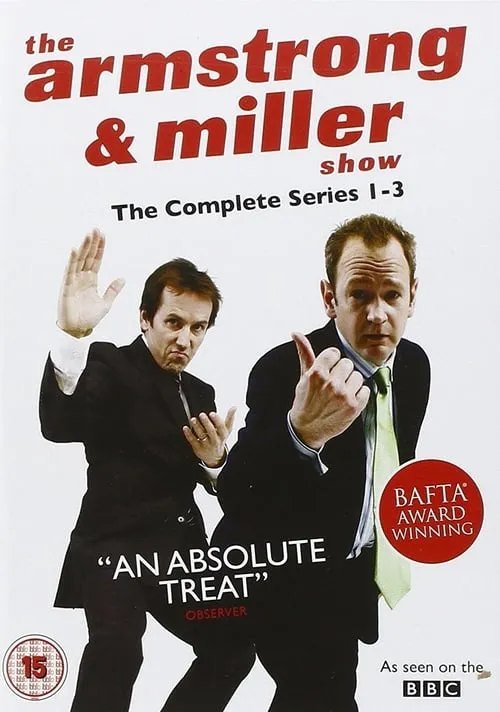 the
armstrong
& miller
show
The Complete Series 1-3
BAFTA®
AWARD
WINNING
“AN ABSOLUTE
TREAT”
OBSERVER
15
As seen on the
BBC